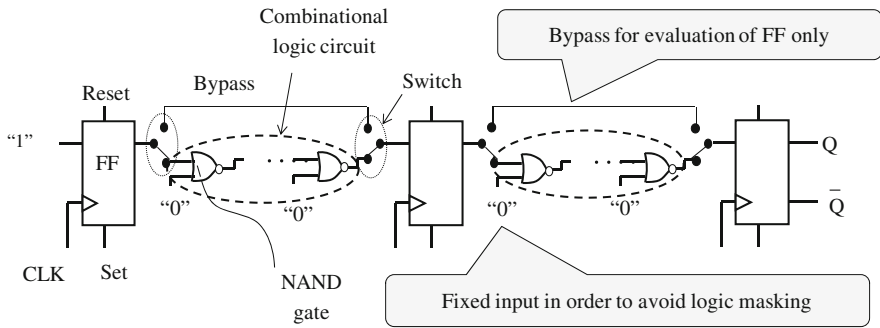 Combinational
logic circuit
Bypass for evaluation of FF only
Reset
Bypass
Switch
“1”
FF
Q
“0”
“0”
“0”
“0”
Q̅
CLK
Set
NAND
gate
Fixed input in order to avoid logic masking